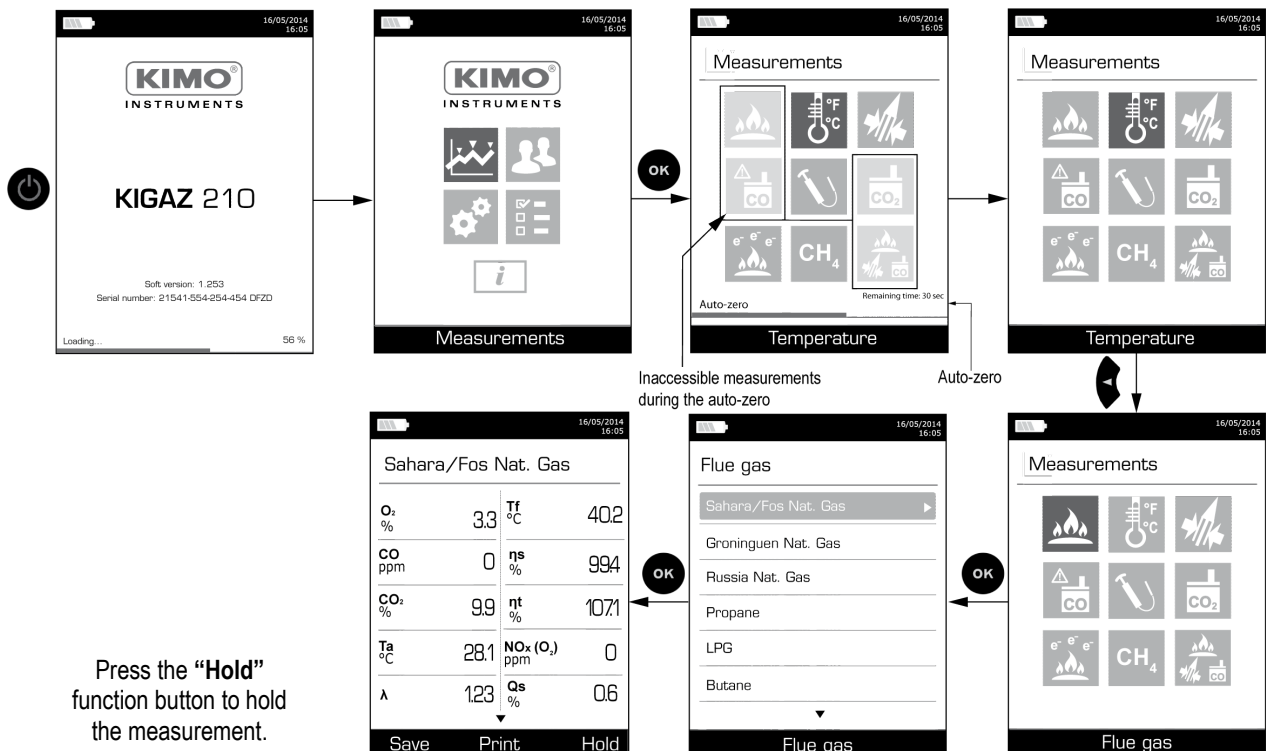 16/05/2014
16:05
KIMO®
INSTRUMENTS
KIGAZ 210
Soft version: 1.253
Serial number: 21541-554-254-454 DFZD
Loading...
56 %
16/05/2014
16:05
KIMO®
INSTRUMENTS
i
Measurements
OK
16/05/2014
16:05
Measurements
°F
°C
CO
CO₂
e⁻ e⁻ e⁻
CH₄
CO
Auto-zero
Remaining time: 30 sec
Temperature
Inaccessible measurements
during the auto-zero
Auto-zero
16/05/2014
16:05
Measurements
°F
°C
CO
CO₂
e⁻ e⁻ e⁻
CH₄
CO
Temperature
16/05/2014
16:05
Measurements
°F
°C
CO
CO₂
e⁻ e⁻ e⁻
CH₄
CO
Flue gas
OK
16/05/2014
16:05
Flue gas
Sahara/Fos Nat. Gas
Groninguen Nat. Gas
Russia Nat. Gas
Propane
LPG
Butane
Flue gas
OK
16/05/2014
16:05
Sahara/Fos Nat. Gas
O₂ % 3.3 Tf °C 40.2
CO ppm 0 ηs % 99.4
CO₂ % 9.9 ηt % 107.1
Ta °C 28.1 NOx (O₂) ppm 0
λ 1.23 Qs % 0.6
Save Print Hold
Press the “Hold”
function button to hold
the measurement.